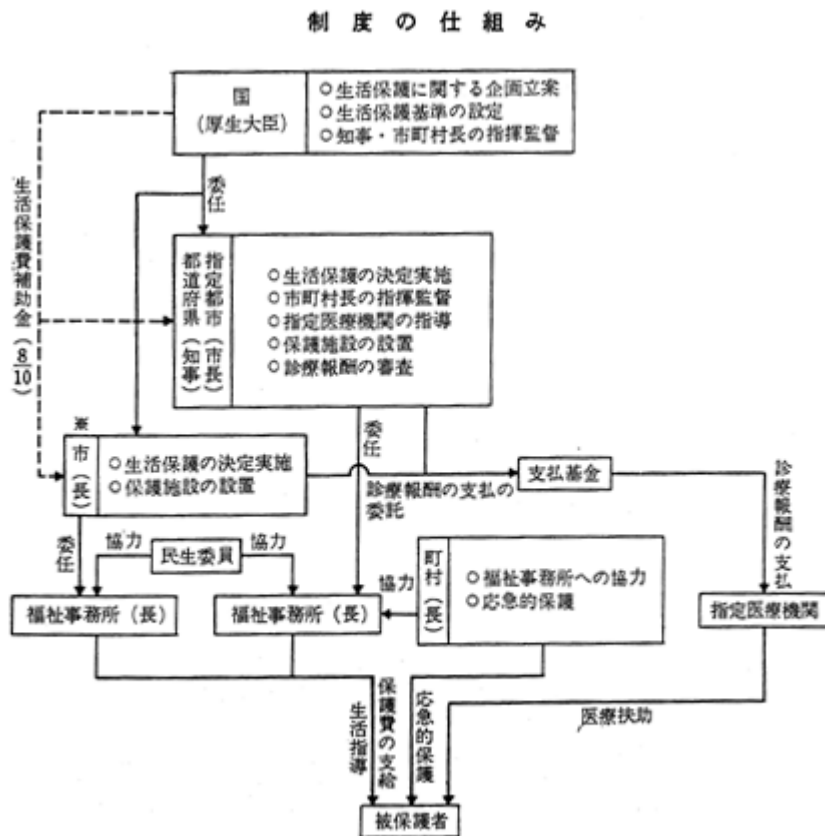 制度の仕組み
国
(厚生大臣)
○生活保護に関する企画立案
○生活保護基準の設定
○知事・市町村長の指揮監督
委任
生活保護費補助金(8/10)
指定都市(市長)
都道府県(知事)
○生活保護の決定実施
○市町村長の指揮監督
○指定医療機関の指導
○保護施設の設置
○診療報酬の審査
※
市(長)
○生活保護の決定実施
○保護施設の設置
委任
診療報酬の支払の
委託
支払基金
診療報酬の支払
委任
協力
民生委員
協力
福祉事務所(長)
福祉事務所(長)
協力
町村(長)
○福祉事務所への協力
○応急的保護
指定医療機関
保護費の支給
生活指導
応急的保護
医療扶助
被保護者